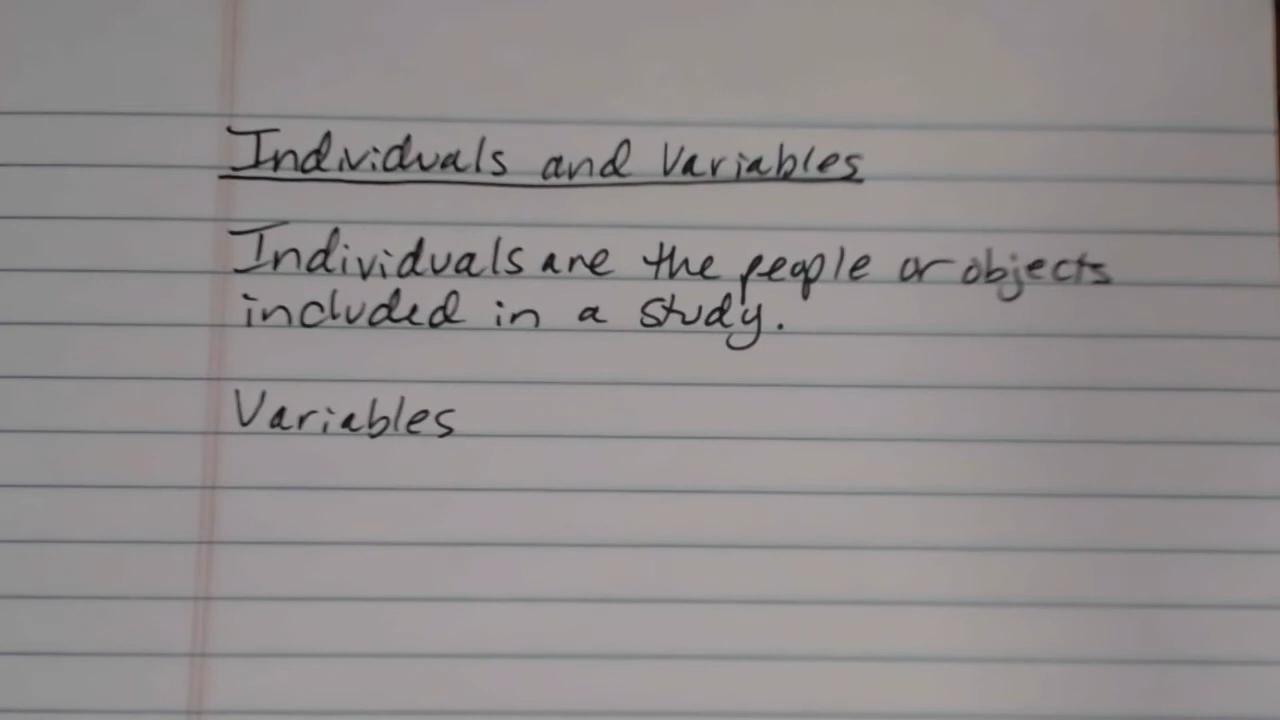 Individuals and Variables
Individuals are the people or objects
included in a study.
Variables